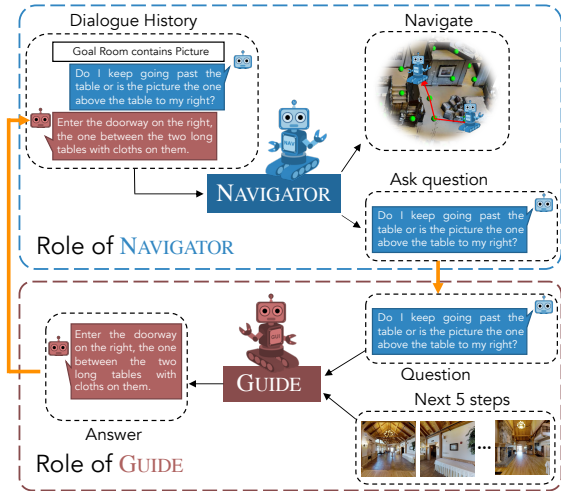 Dialogue History
Goal Room contains Picture
Do I keep going past the
table or is the picture the one
above the table to my right?
Enter the doorway on the right,
the one between the two long
tables with cloths on them.
Navigate
NAV
NAVIGATOR
Ask question
Do I keep going past the
table or is the picture the one
above the table to my right?
Role of NAVIGATOR
Do I keep going past the
table or is the picture the one
above the table to my right?
Question
Next 5 steps
GUIDE
Enter the doorway
on the right, the one
between the two
long tables with
cloths on them.
Answer
Role of GUIDE